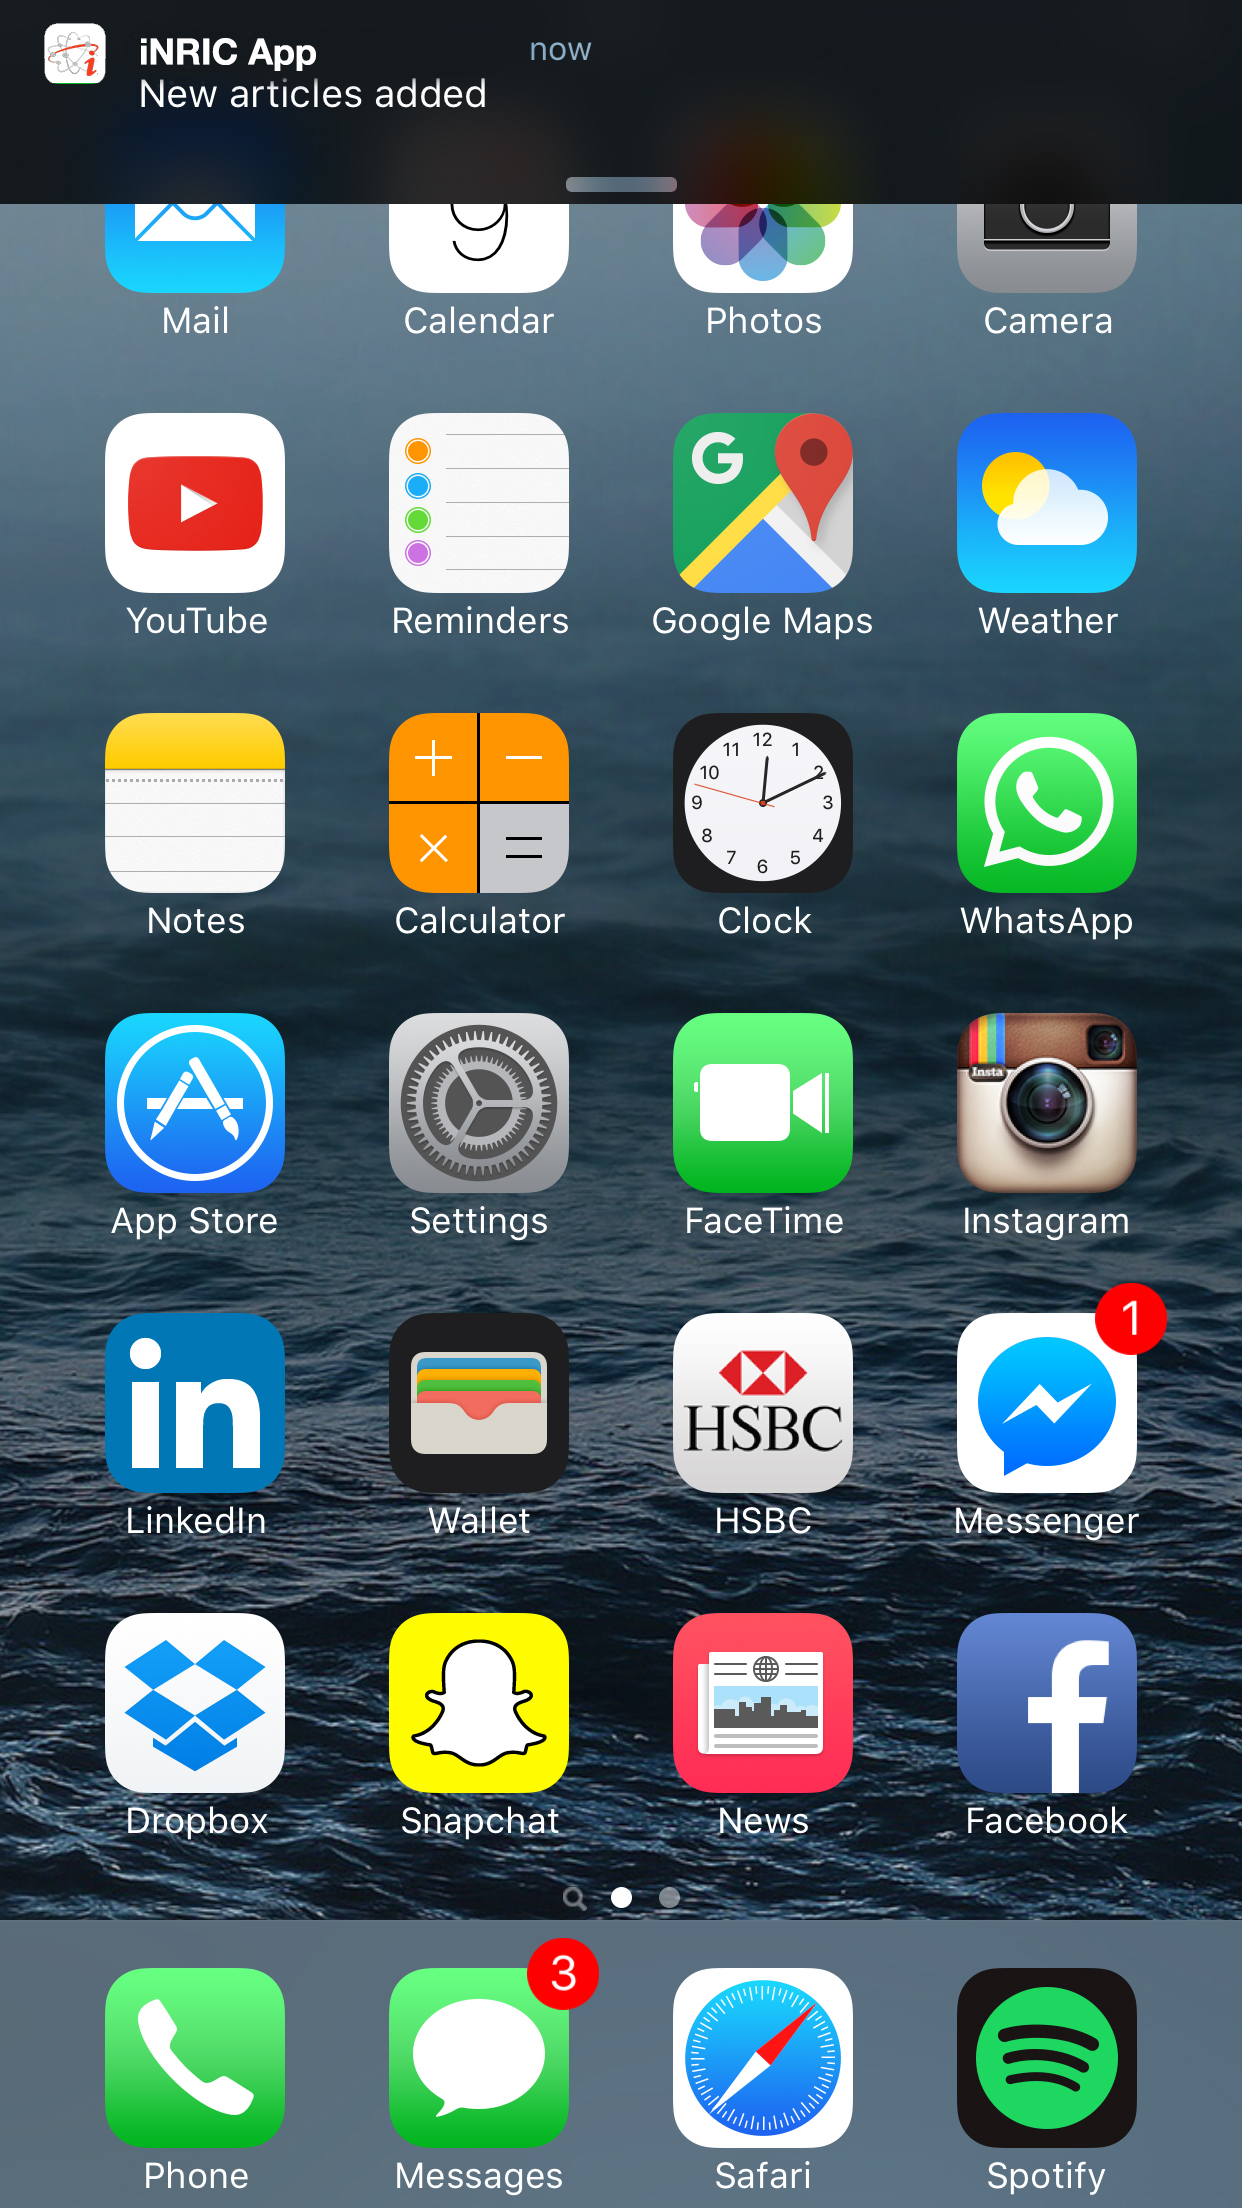 iNRIC App now
New articles added
9
Mail Calendar Photos Camera
G
YouTube Reminders Google Maps Weather
12
11 1
10 2
9 3
8 4
7 5
6
Notes Calculator Clock WhatsApp
Insta
App Store Settings FaceTime Instagram
1
in HSBC
LinkedIn Wallet HSBC Messenger
f
Dropbox Snapchat News Facebook
3
Phone Messages Safari Spotify